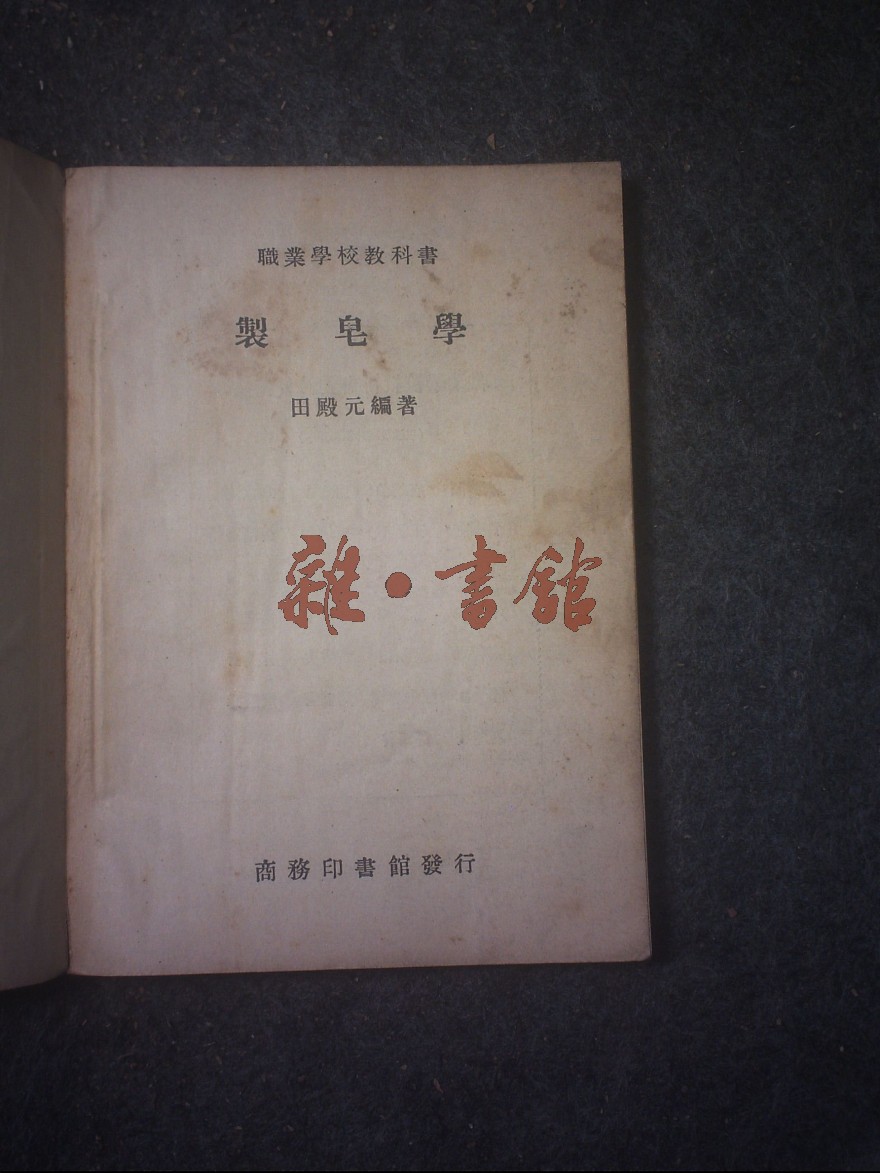 職業學校教科書
製皂學
田殿元編著
雜·書館
商務印書館發行